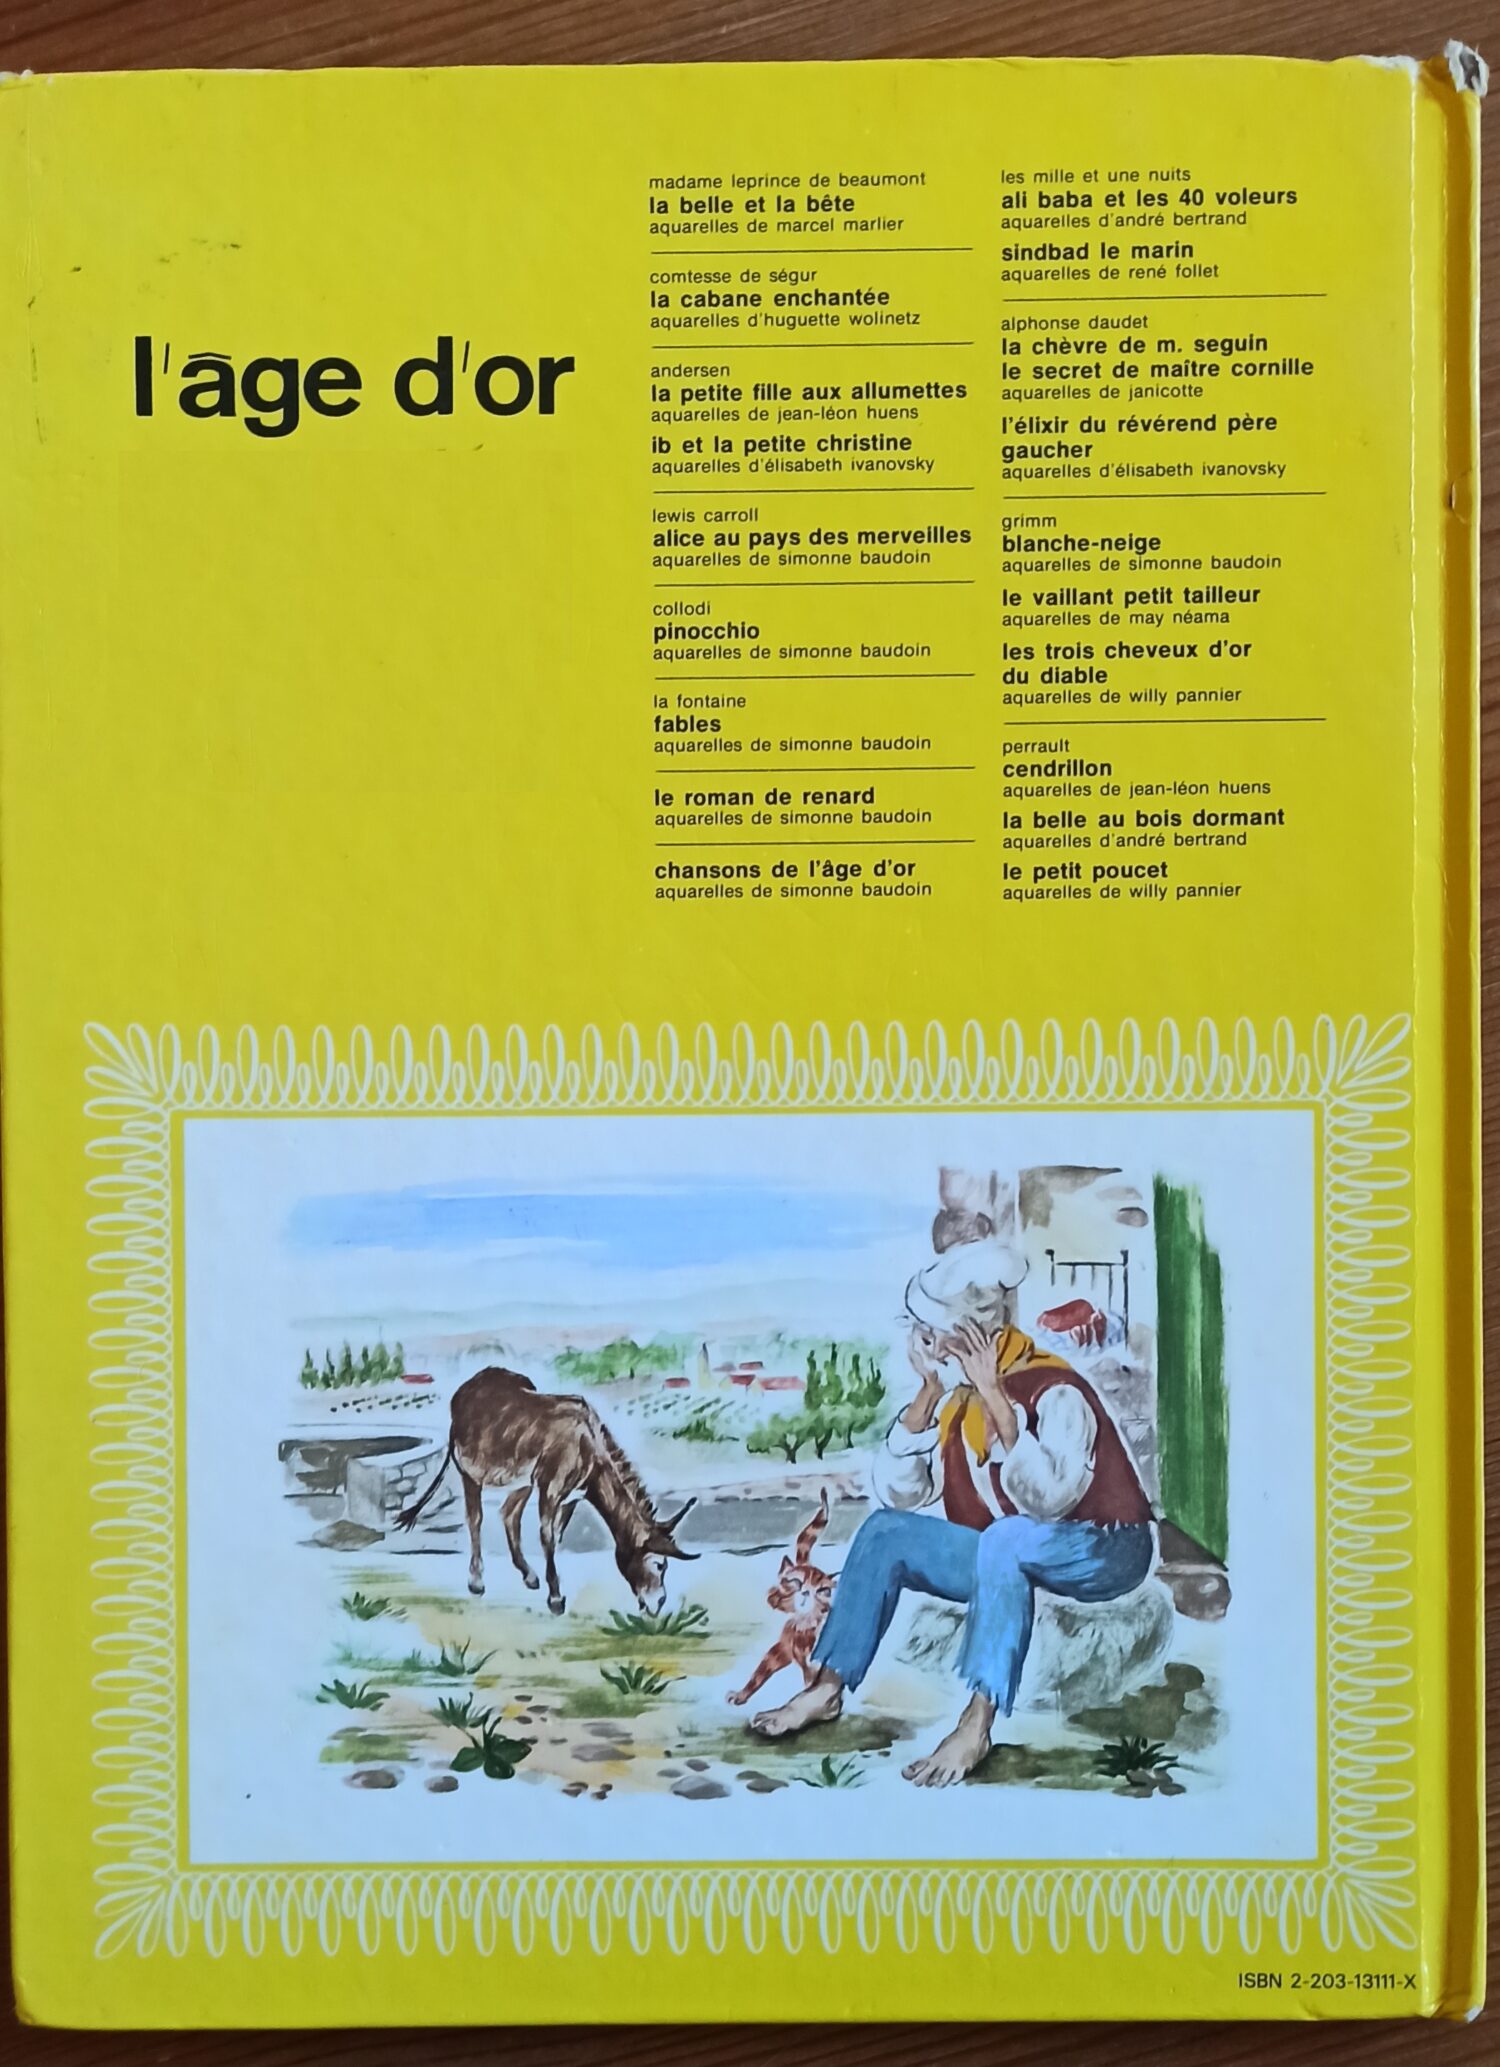 l'âge d'or
madame leprince de beaumont
la belle et la bête
aquarelles de marcel marlier
comtesse de ségur
la cabane enchantée
aquarelles d'huguette wolinetz
andersen
la petite fille aux allumettes
aquarelles de jean-léon huens
ib et la petite christine
aquarelles d'élisabeth ivanovsky
lewis carroll
alice au pays des merveilles
aquarelles de simonne baudoin
collodi
pinocchio
aquarelles de simonne baudoin
la fontaine
fables
aquarelles de simonne baudoin
le roman de renard
aquarelles de simonne baudoin
chansons de l'âge d'or
aquarelles de simonne baudoin
les mille et une nuits
ali baba et les 40 voleurs
aquarelles d'andré bertrand
sindbad le marin
aquarelles de rené follet
alphonse daudet
la chèvre de m. seguin
le secret de maître cornille
aquarelles de janicotte
l'élixir du révérend père
gaucher
aquarelles d'élisabeth ivanovsky
grimm
blanche-neige
aquarelles de simonne baudoin
le vaillant petit tailleur
aquarelles de may néama
les trois cheveux d'or
du diable
aquarelles de willy pannier
perrault
cendrillon
aquarelles de jean-léon huens
la belle au bois dormant
aquarelles d'andré bertrand
le petit poucet
aquarelles de willy pannier
ISBN 2-203-13111-X